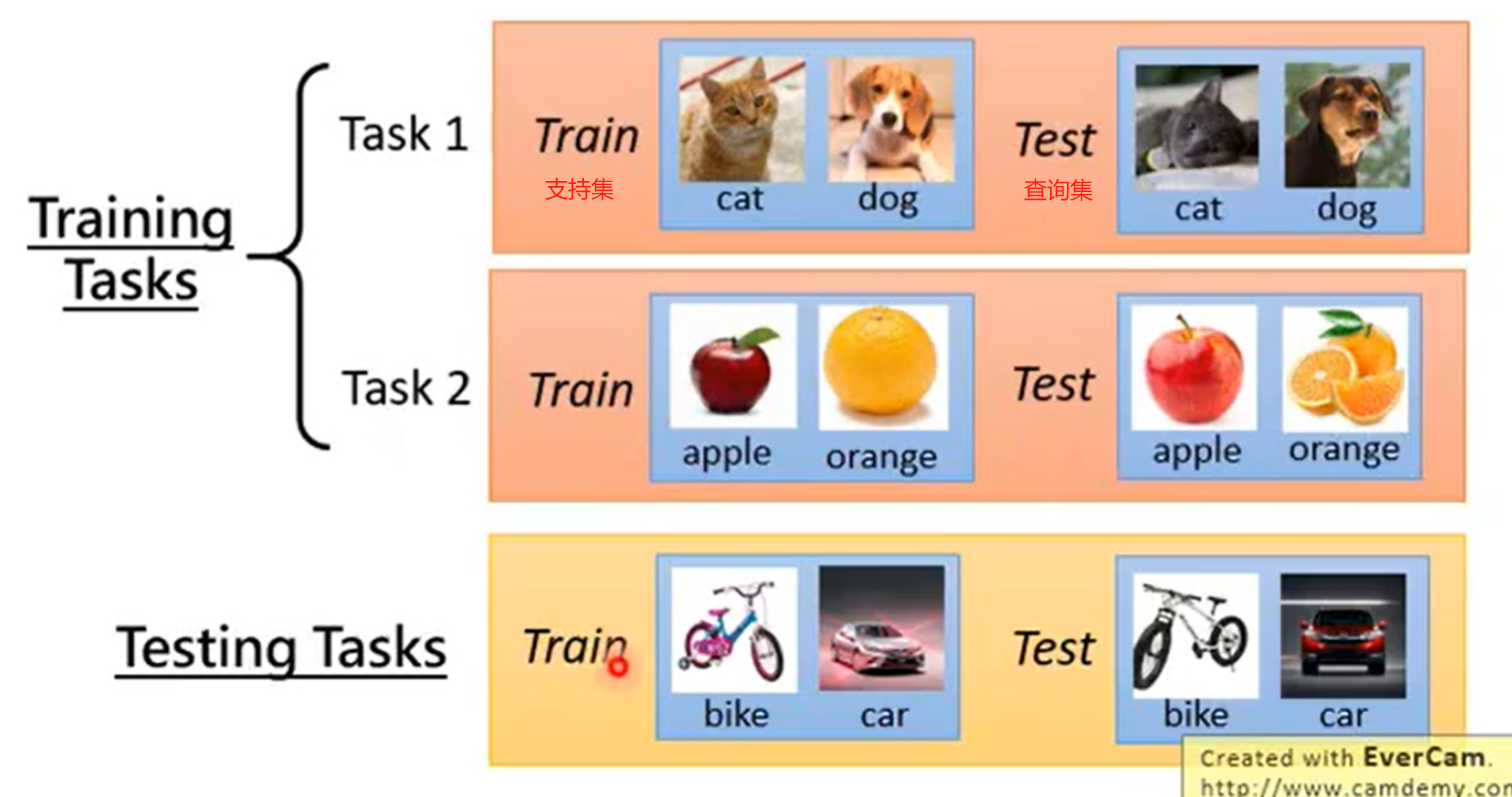 Training
Tasks
Task 1
Train
支持集
cat
dog
Test
查询集
cat
dog
Task 2
Train
apple
orange
Test
apple
orange
Testing Tasks
Train
bike
car
Test
bike
car
Created with EverCam.
http://www.camdemy.com